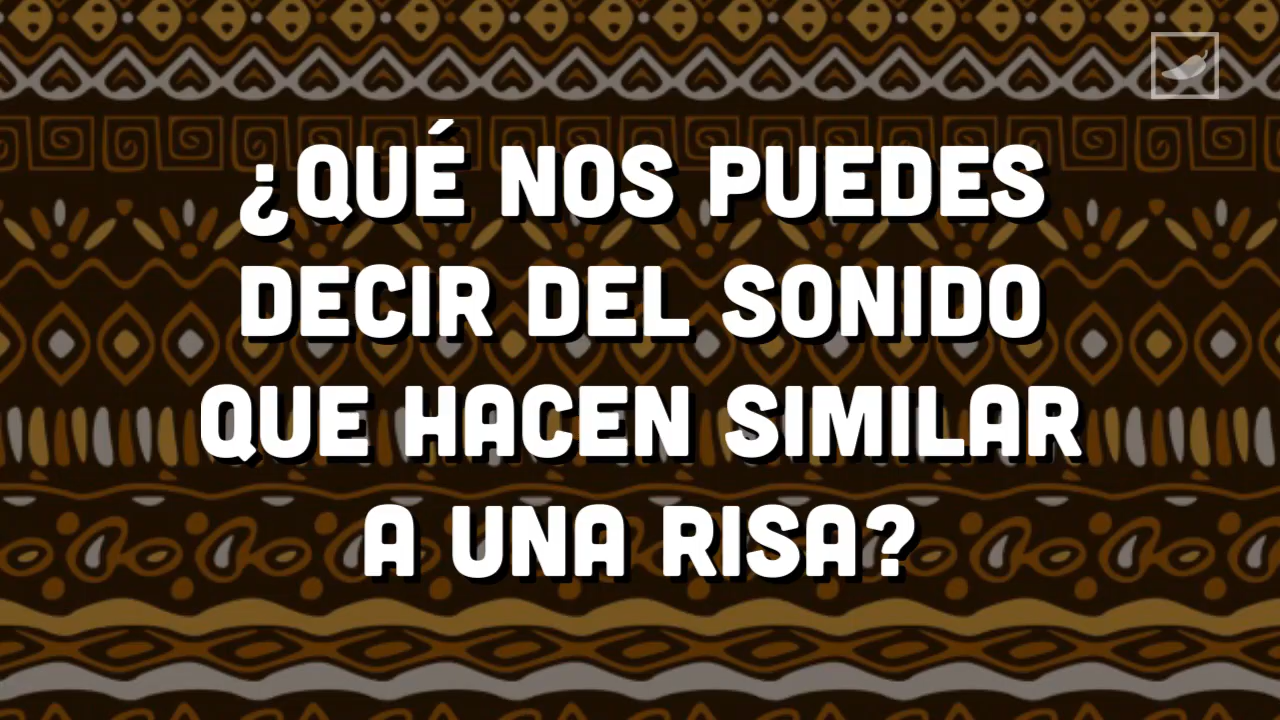 ¿QUÉ NOS PUEDES
DECIR DEL SONIDO
QUE HACEN SIMILAR
A UNA RISA?